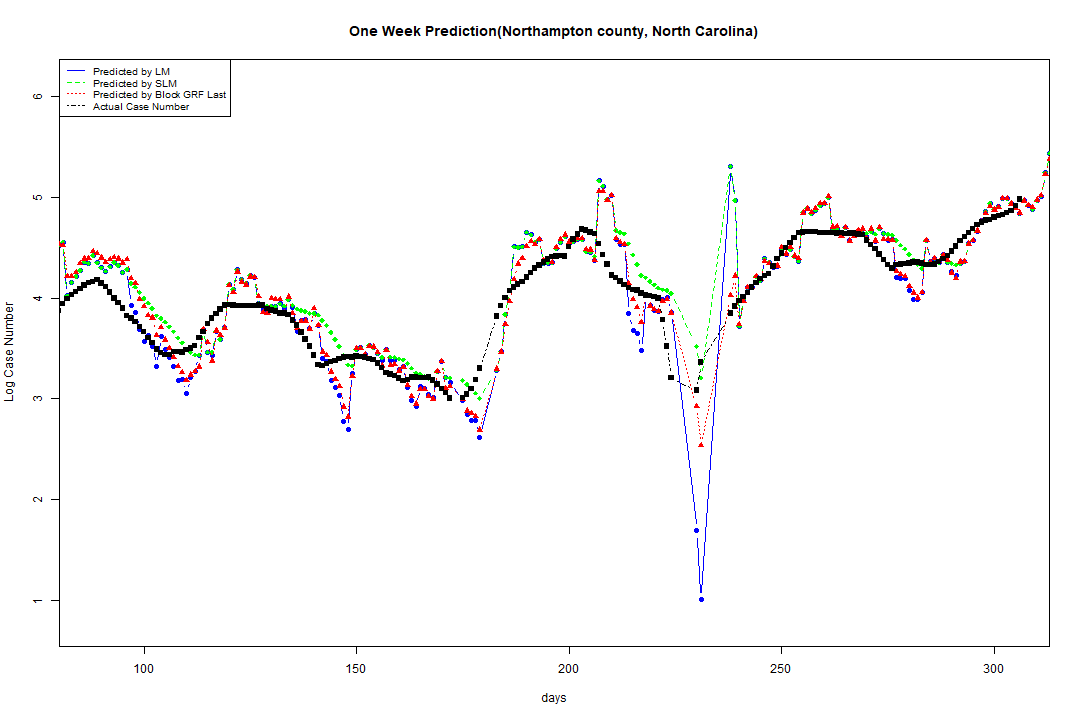 One Week Prediction(Northampton county, North Carolina)
Predicted by LM
Predicted by SLM
Predicted by Block GRF Last
Actual Case Number
Log Case Number
6
5
4
3
2
1
100
150
200
250
300
days